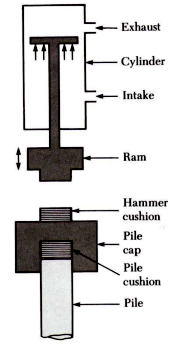 Exhaust
Cylinder
Intake
Ram
Hammer
cushion
Pile
cap
Pile
cushion
Pile